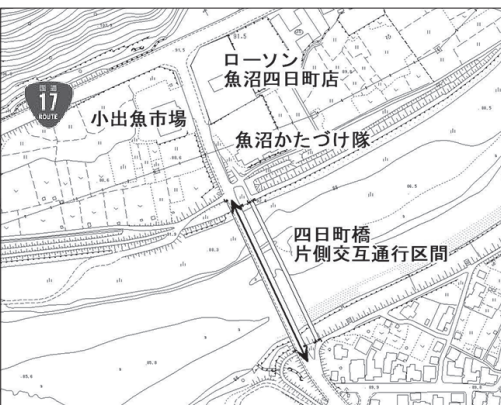 ローソン
魚沼四日町店
国道
17
ROUTE
小出魚市場
魚沼かたづけ隊
四日町橋
片側交互通行区間
91.5